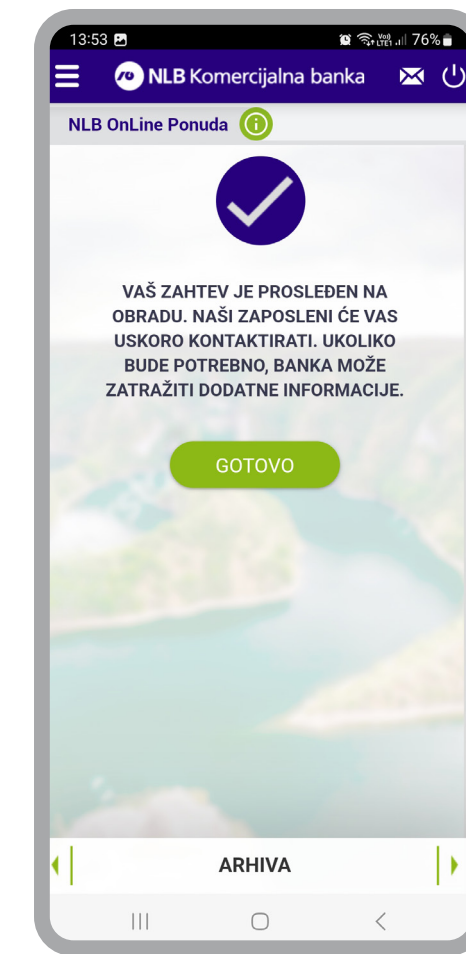 13:53 76%
NLB Komercijalna banka
NLB OnLine Ponuda
VAŠ ZAHTEV JE PROSLEĐEN NA
OBRADU. NAŠI ZAPOSLENI ĆE VAS
USKORO KONTAKTIRATI. UKOLIKO
BUDE POTREBNO, BANKA MOŽE
ZATRAŽITI DODATNE INFORMACIJE.
GOTOVO
ARHIVA